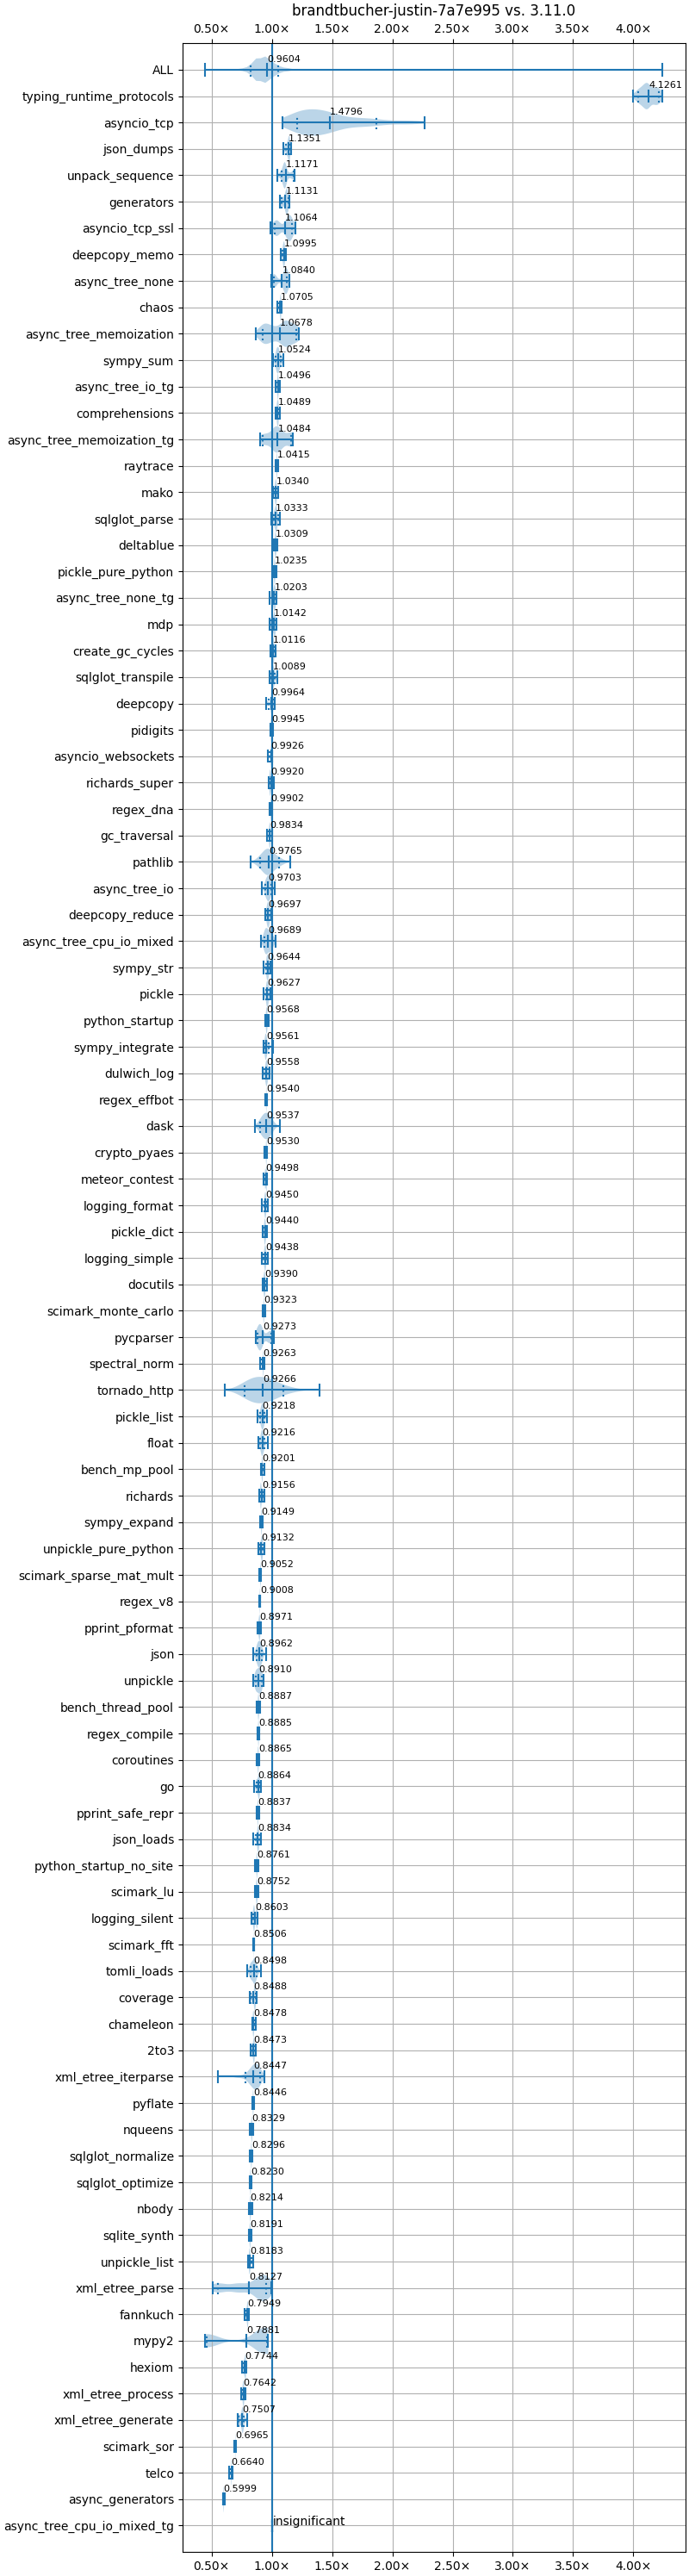 brandtbucher-justin-7a7e995 vs. 3.11.0
0.50× 1.00× 1.50× 2.00× 2.50× 3.00× 3.50× 4.00×
ALL 0.9604
typing_runtime_protocols 4.1261
asyncio_tcp 1.4796
json_dumps 1.1351
unpack_sequence 1.1171
generators 1.1131
asyncio_tcp_ssl 1.1064
deepcopy_memo 1.0995
async_tree_none 1.0840
chaos 1.0705
async_tree_memoization 1.0678
sympy_sum 1.0524
async_tree_io_tg 1.0496
comprehensions 1.0489
async_tree_memoization_tg 1.0484
raytrace 1.0415
mako 1.0340
sqlglot_parse 1.0333
deltablue 1.0309
pickle_pure_python 1.0235
async_tree_none_tg 1.0203
mdp 1.0142
create_gc_cycles 1.0116
sqlglot_transpile 1.0089
deepcopy 0.9964
pidigits 0.9945
asyncio_websockets 0.9926
richards_super 0.9920
regex_dna 0.9902
gc_traversal 0.9834
pathlib 0.9765
async_tree_io 0.9703
deepcopy_reduce 0.9697
async_tree_cpu_io_mixed 0.9689
sympy_str 0.9644
pickle 0.9627
python_startup 0.9568
sympy_integrate 0.9561
dulwich_log 0.9558
regex_effbot 0.9540
dask 0.9537
crypto_pyaes 0.9530
meteor_contest 0.9498
logging_format 0.9450
pickle_dict 0.9440
logging_simple 0.9438
docutils 0.9390
scimark_monte_carlo 0.9323
pycparser 0.9273
spectral_norm 0.9263
tornado_http 0.9266
pickle_list 0.9218
float 0.9216
bench_mp_pool 0.9201
richards 0.9156
sympy_expand 0.9149
unpickle_pure_python 0.9132
scimark_sparse_mat_mult 0.9052
regex_v8 0.9008
pprint_pformat 0.8971
json 0.8962
unpickle 0.8910
bench_thread_pool 0.8887
regex_compile 0.8885
coroutines 0.8865
go 0.8864
pprint_safe_repr 0.8837
json_loads 0.8834
python_startup_no_site 0.8761
scimark_lu 0.8752
logging_silent 0.8603
scimark_fft 0.8506
tomli_loads 0.8498
coverage 0.8488
chameleon 0.8478
2to3 0.8473
xml_etree_iterparse 0.8447
pyflate 0.8446
nqueens 0.8329
sqlglot_normalize 0.8296
sqlglot_optimize 0.8230
nbody 0.8214
sqlite_synth 0.8191
unpickle_list 0.8183
xml_etree_parse 0.8127
fannkuch 0.7949
mypy2 0.7881
hexiom 0.7744
xml_etree_process 0.7642
xml_etree_generate 0.7507
scimark_sor 0.6965
telco 0.6640
async_generators 0.5999
async_tree_cpu_io_mixed_tg insignificant
0.50× 1.00× 1.50× 2.00× 2.50× 3.00× 3.50× 4.00×